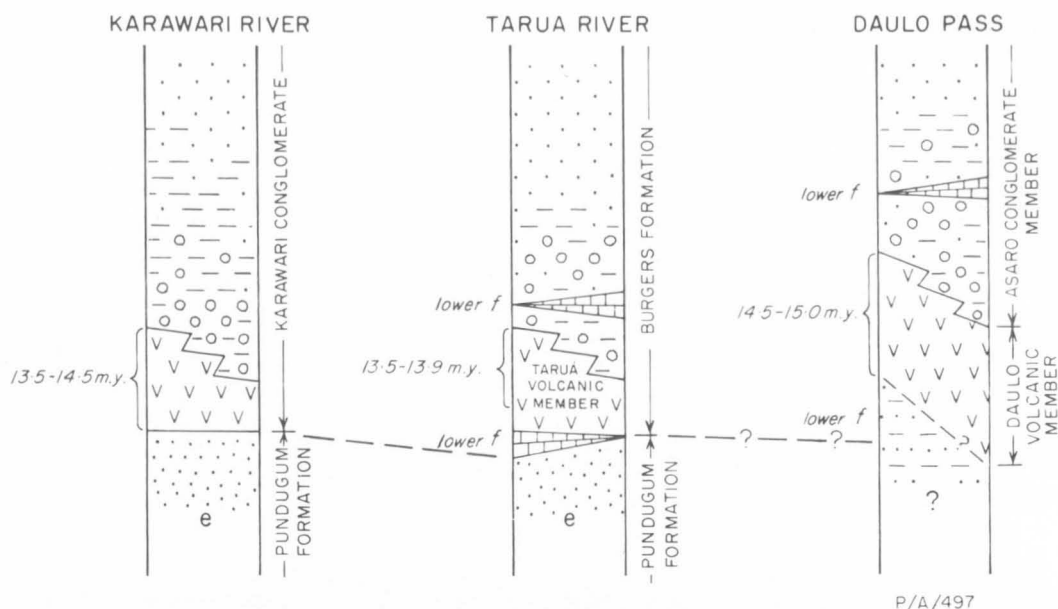 KARAWARI RIVER
TARUA RIVER
DAULO PASS
KARAWARI CONGLOMERATE
13·5-14·5 m.y.
PUNDUGUM
FORMATION
e
lower f
BURGERS FORMATION
13·5-13·9 m.y.
TARUA
VOLCANIC
MEMBER
lower f
PUNDUGUM
FORMATION
e
? ?
lower f
ASARO CONGLOMERATE
MEMBER
14·5-15·0 m.y.
DAULO
VOLCANIC
MEMBER
lower f
?
?
P/A/497